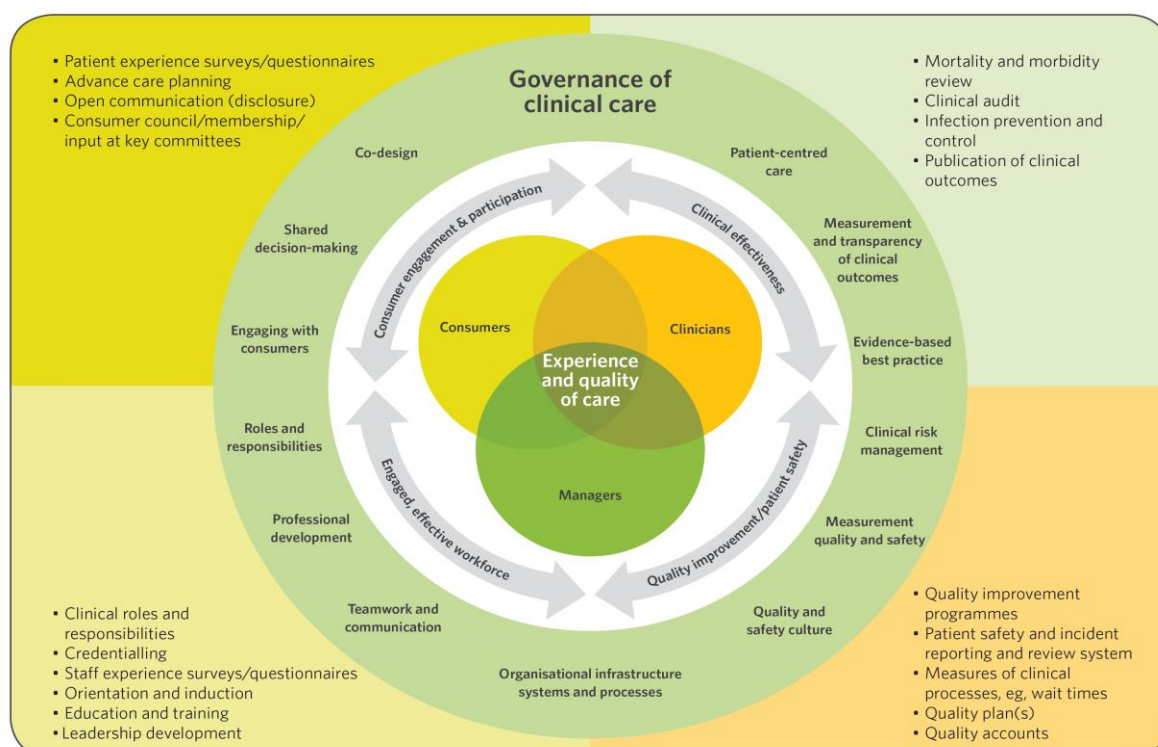 • Patient experience surveys/questionnaires
• Advance care planning
• Open communication (disclosure)
• Consumer council/membership/
input at key committees
Governance of
clinical care
• Mortality and morbidity
review
• Clinical audit
• Infection prevention and
control
• Publication of clinical
outcomes
Co-design
Patient-centred
care
Shared
decision-making
Measurement
and transparency
of clinical
outcomes
Engaging with
consumers
Evidence-based
best practice
Consumer engagement & participation
Clinical effectiveness
Consumers
Clinicians
Experience
and quality
of care
Managers
Roles and
responsibilities
Clinical risk
management
Engaged, effective workforce
Quality improvement/patient safety
Professional
development
Measurement
quality and safety
Teamwork and
communication
Quality and
safety culture
Organisational infrastructure
systems and processes
• Clinical roles and
responsibilities
• Credentialling
• Staff experience surveys/questionnaires
• Orientation and induction
• Education and training
• Leadership development
• Quality improvement
programmes
• Patient safety and incident
reporting and review system
• Measures of clinical
processes, eg, wait times
• Quality plan(s)
• Quality accounts